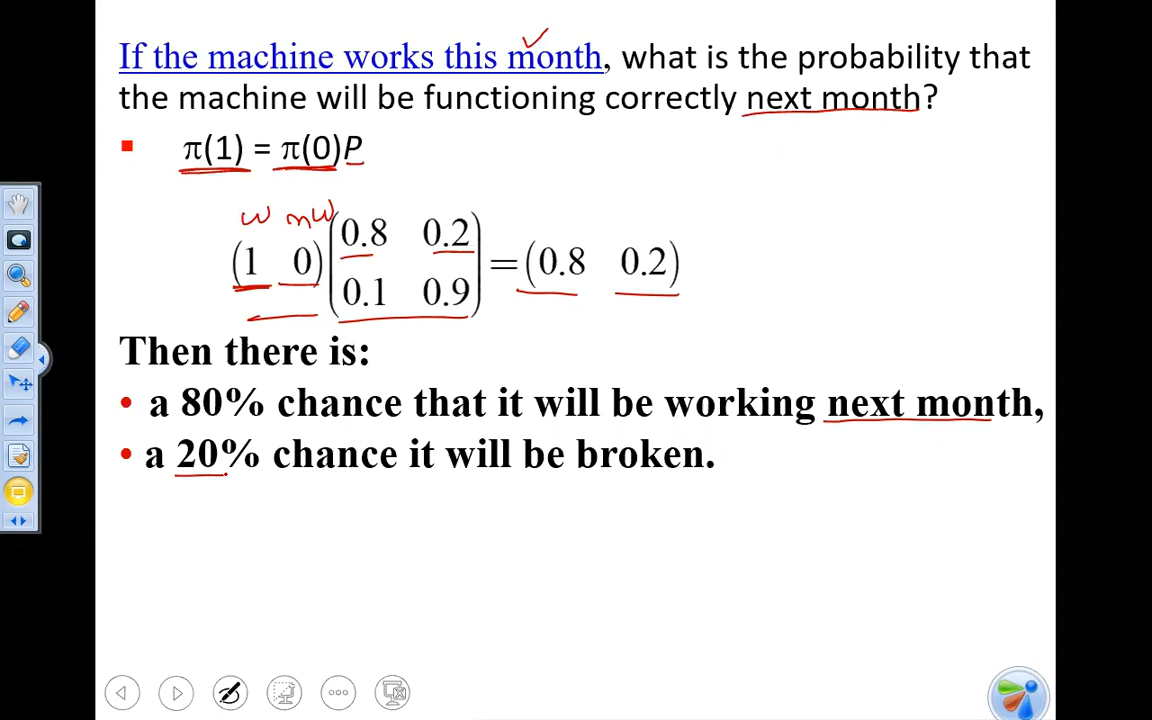 If the machine works this month, what is the probability that
the machine will be functioning correctly next month?
▪ π(1) = π(0)P
w nw
(1 0) (0.8 0.2
0.1 0.9) = (0.8 0.2)
Then there is:
• a 80% chance that it will be working next month,
• a 20% chance it will be broken.